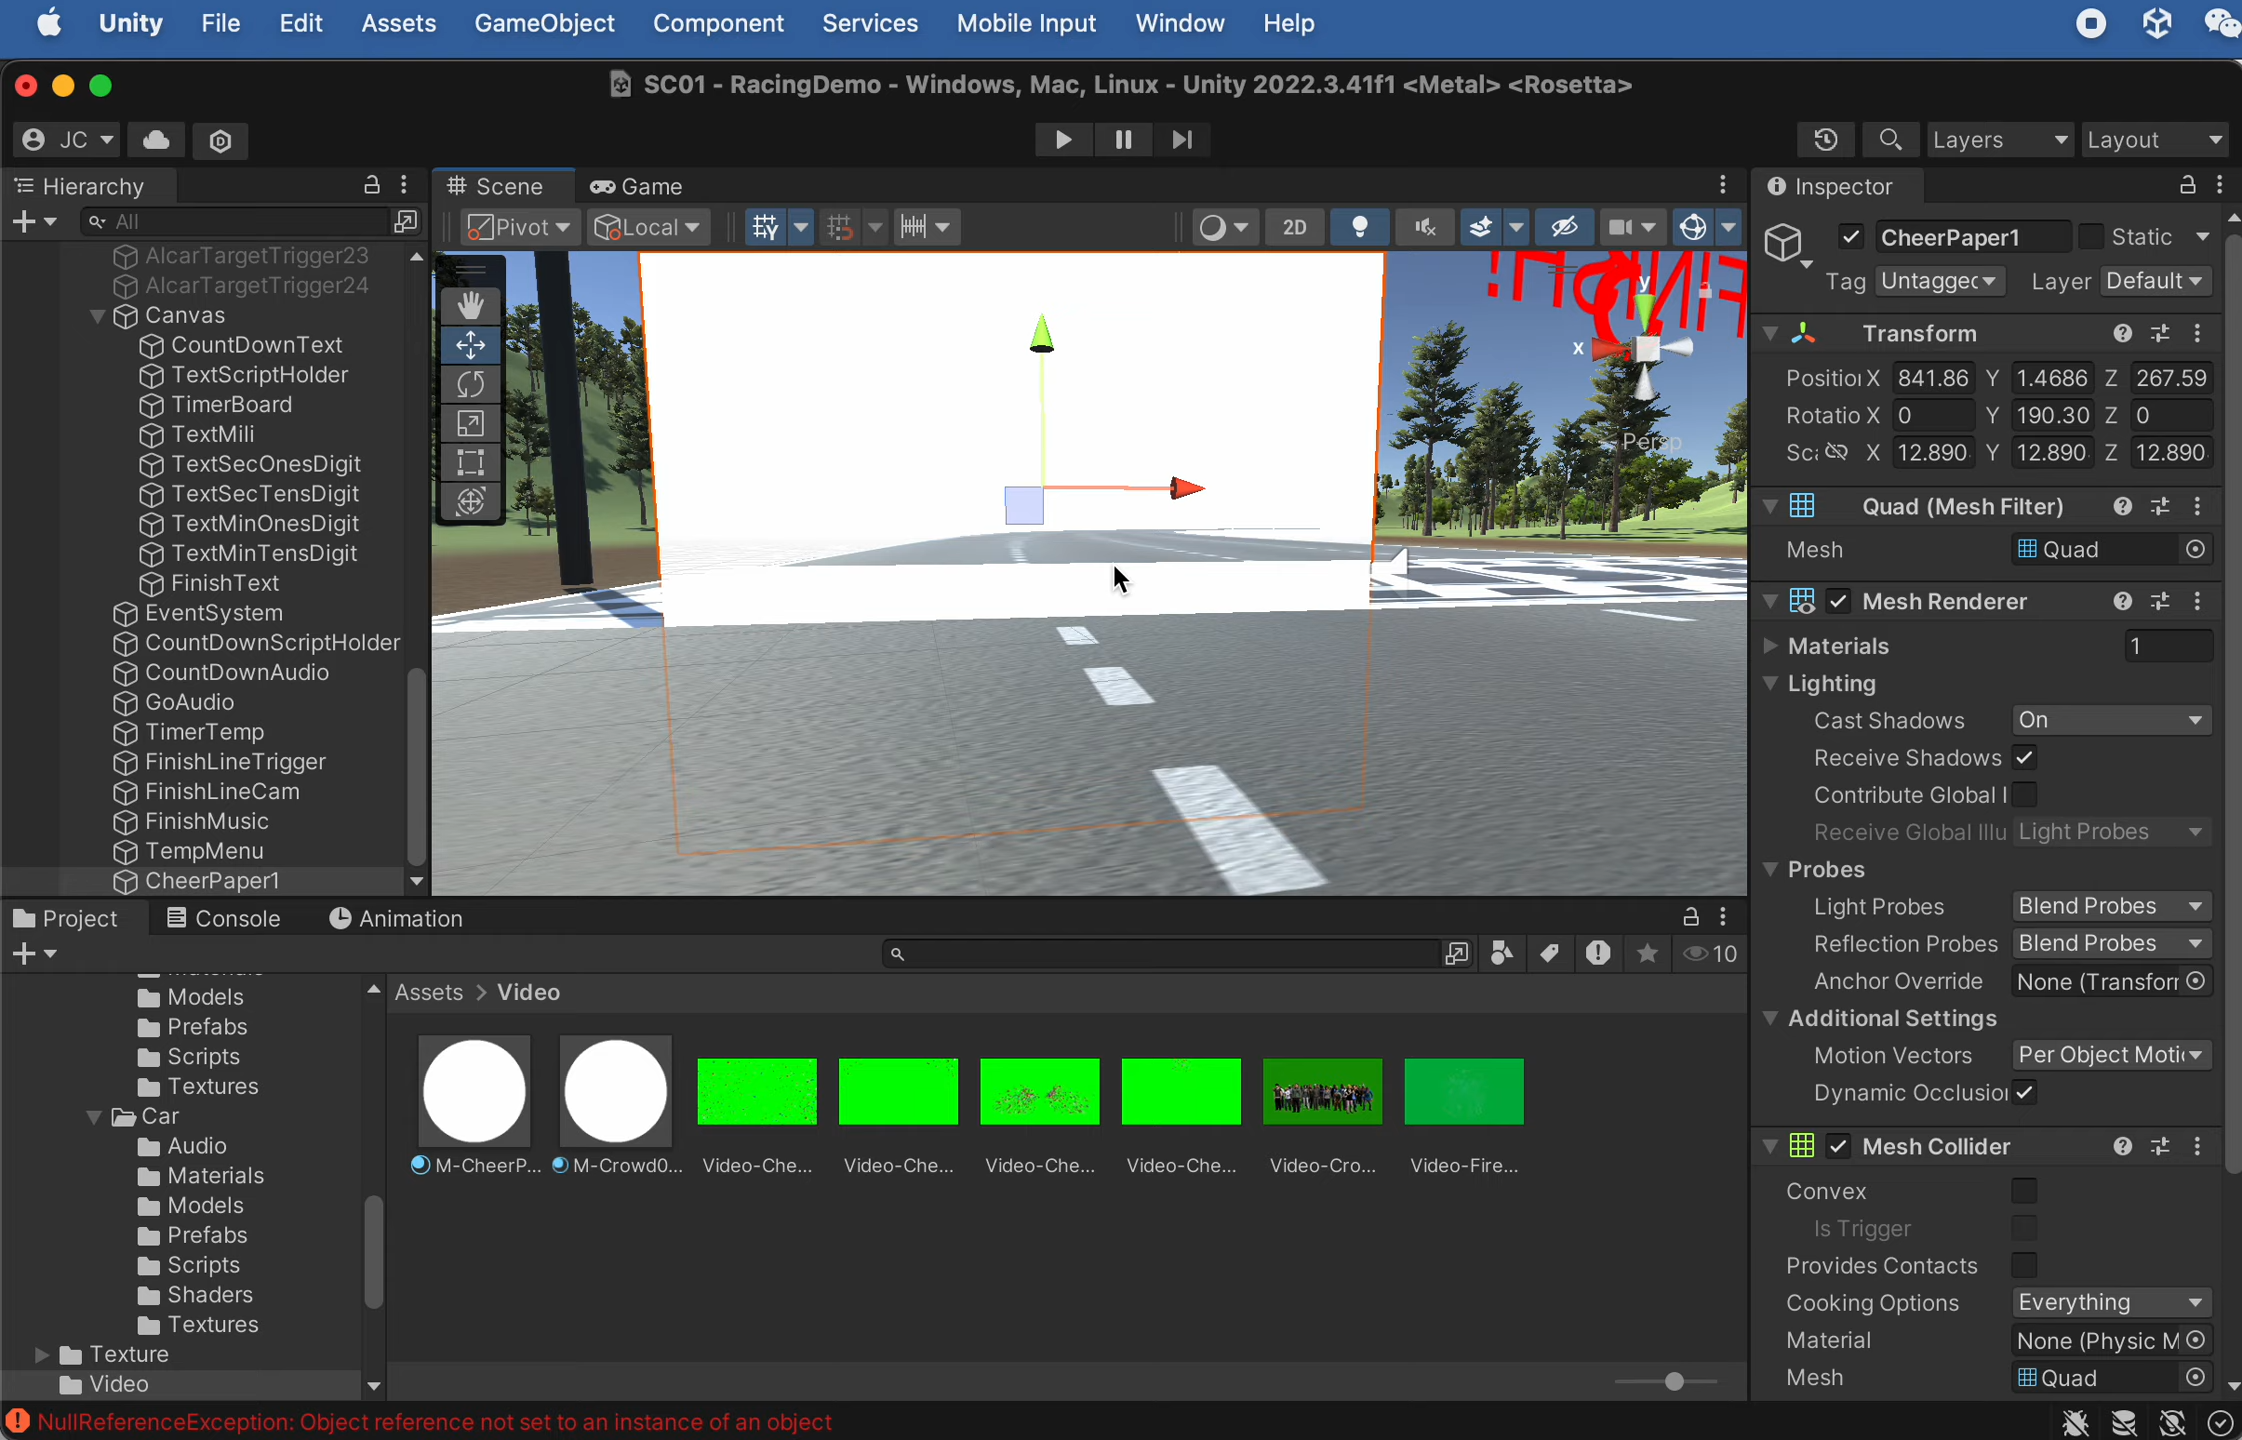 Unity File Edit Assets GameObject Component Services Mobile Input Window Help
SC01 - RacingDemo - Windows, Mac, Linux - Unity 2022.3.41f1 <Metal> <Rosetta>
JC
Layers
Layout
Hierarchy
All
AIcarTargetTrigger23
AIcarTargetTrigger24
Canvas
CountDownText
TextScriptHolder
TimerBoard
TextMili
TextSecOnesDigit
TextSecTensDigit
TextMinOnesDigit
TextMinTensDigit
FinishText
EventSystem
CountDownScriptHolder
CountDownAudio
GoAudio
TimerTemp
FinishLineTrigger
FinishLineCam
FinishMusic
TempMenu
CheerPaper1
Scene Game
Pivot Local 2D
y
x
Persp
Inspector
CheerPaper1 Static
Tag Untaggec Layer Default
Transform
Position X 841.86 Y 1.4686 Z 267.59
Rotatio X 0 Y 190.30 Z 0
Sc: X 12.890 Y 12.890 Z 12.890
Quad (Mesh Filter)
Mesh Quad
Mesh Renderer
Materials 1
Lighting
Cast Shadows On
Receive Shadows
Contribute Global I
Receive Global Illu Light Probes
Probes
Light Probes Blend Probes
Reflection Probes Blend Probes
Anchor Override None (Transfor
Additional Settings
Motion Vectors Per Object Moti
Dynamic Occlusio
Mesh Collider
Convex
Is Trigger
Provides Contacts
Cooking Options Everything
Material None (Physic M
Mesh Quad
Project Console Animation
10
Models
Prefabs
Scripts
Textures
Car
Audio
Materials
Models
Prefabs
Scripts
Shaders
Textures
Texture
Video
Assets > Video
M-CheerP... M-Crowd0... Video-Che... Video-Che... Video-Che... Video-Che... Video-Cro... Video-Fire...
NullReferenceException: Object reference not set to an instance of an object